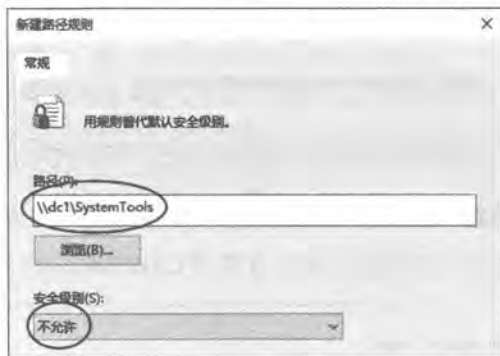 新建路径规则
常规
用规则替代默认安全级别。
路径(P):
\\dc1\SystemTools
浏览(B)...
安全级别(S):
不允许